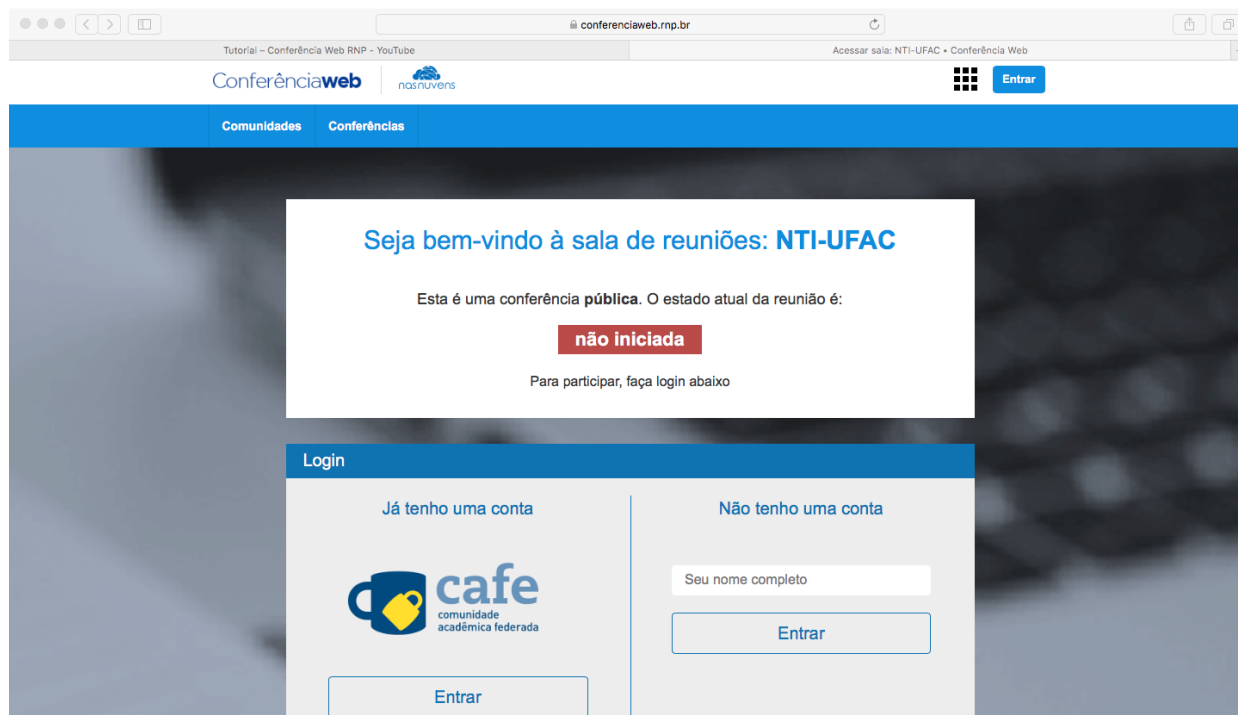 conferenciaweb.rnp.br
Tutorial – Conferência Web RNP - YouTube
Acessar sala: NTI-UFAC • Conferência Web
Conferênciaweb
nasnuvens
Entrar
Comunidades
Conferências
Seja bem-vindo à sala de reuniões: NTI-UFAC
Esta é uma conferência pública. O estado atual da reunião é:
não iniciada
Para participar, faça login abaixo
Login
Já tenho uma conta
Não tenho uma conta
cafe
comunidade
acadêmica federada
Seu nome completo
Entrar
Entrar